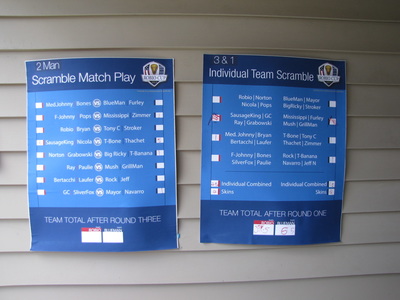 2 Man
Scramble Match Play
Med.Johnny Bones VS BlueMan Furley
F-Johnny Pops VS Mississippi Zimmer
Robio Bryan VS Tony C Stroker
SausageKing Nicola VS T-Bone Thachet
Norton Grabowski VS Big Ricky T-Banana
Ray Paulie VS Mush GrillMan
Bertacchi Laufer VS Rock Jeff
GC SilverFox VS Mayor Navarro
TEAM TOTAL AFTER ROUND THREE
3 & 1
Individual Team Scramble
Robio | Norton
Nicola | Pops
BlueMan | Mayor
BigRicky | Stroker
SausageKing | GC
Ray | Grabowski
Mississippi | Furley
Mush | GrillMan
Med. Johnny | Bryan
Bertacchi | Laufer
T-Bone | Tony C
Thachet | Zimmer
F-Johnny | Bones
SilverFox | Paulie
Rock | T-Banana
Navarro | Jeff N.
Individual Combined
Skins
Individual Combined
Skins
TEAM TOTAL AFTER ROUND ONE